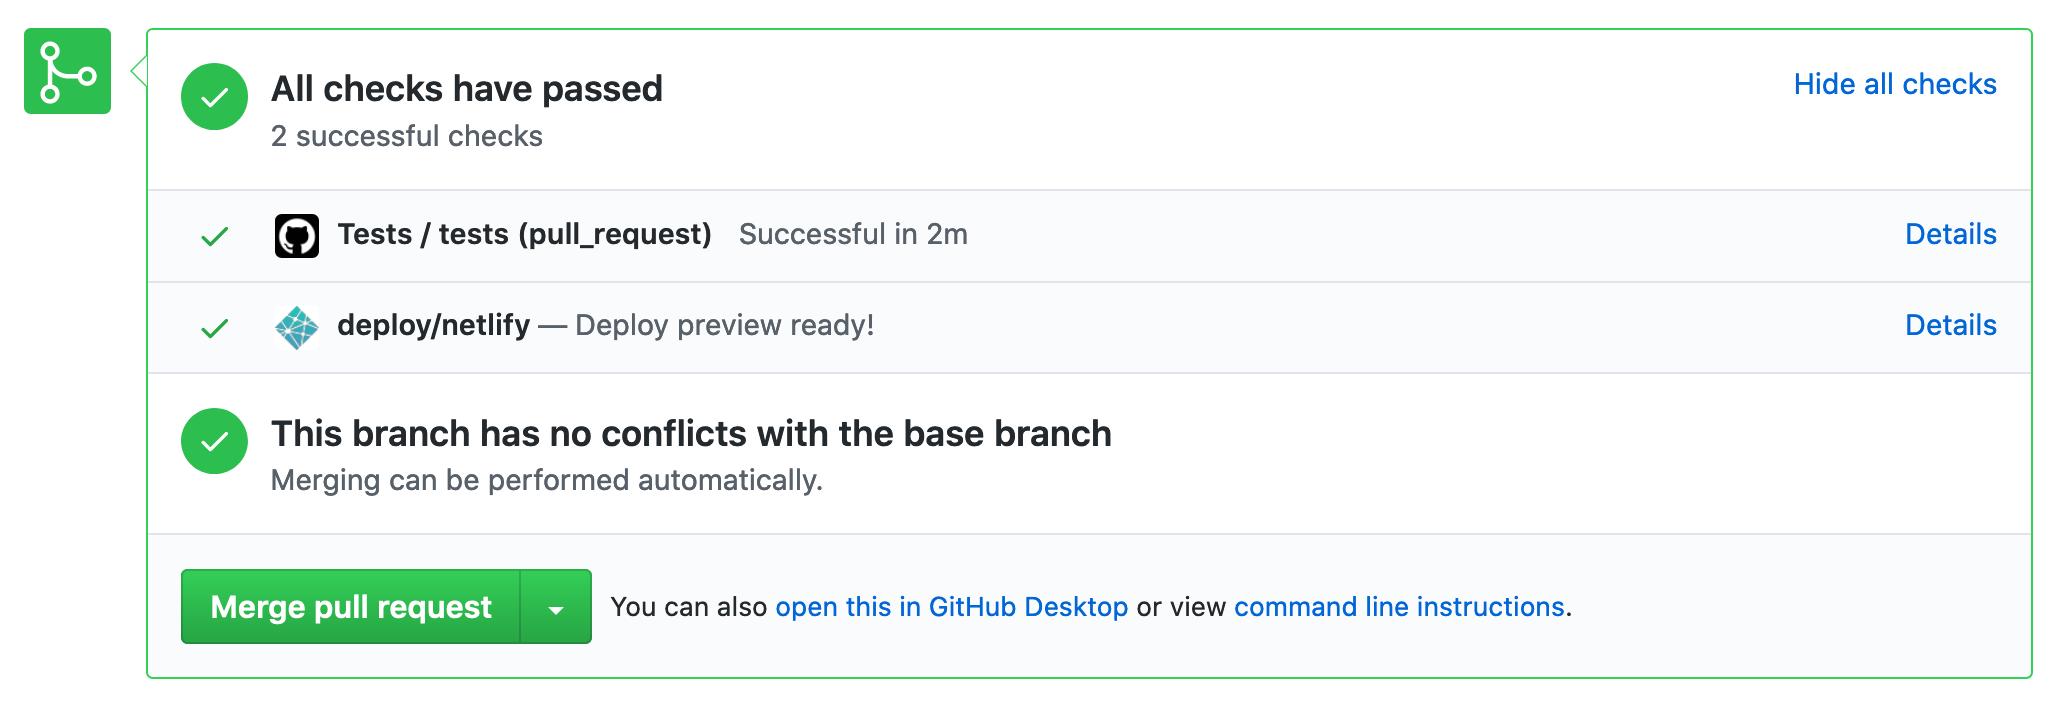 All checks have passed
Hide all checks
2 successful checks
Tests / tests (pull_request) Successful in 2m
Details
deploy/netlify — Deploy preview ready!
Details
This branch has no conflicts with the base branch
Merging can be performed automatically.
Merge pull request
You can also open this in GitHub Desktop or view command line instructions.